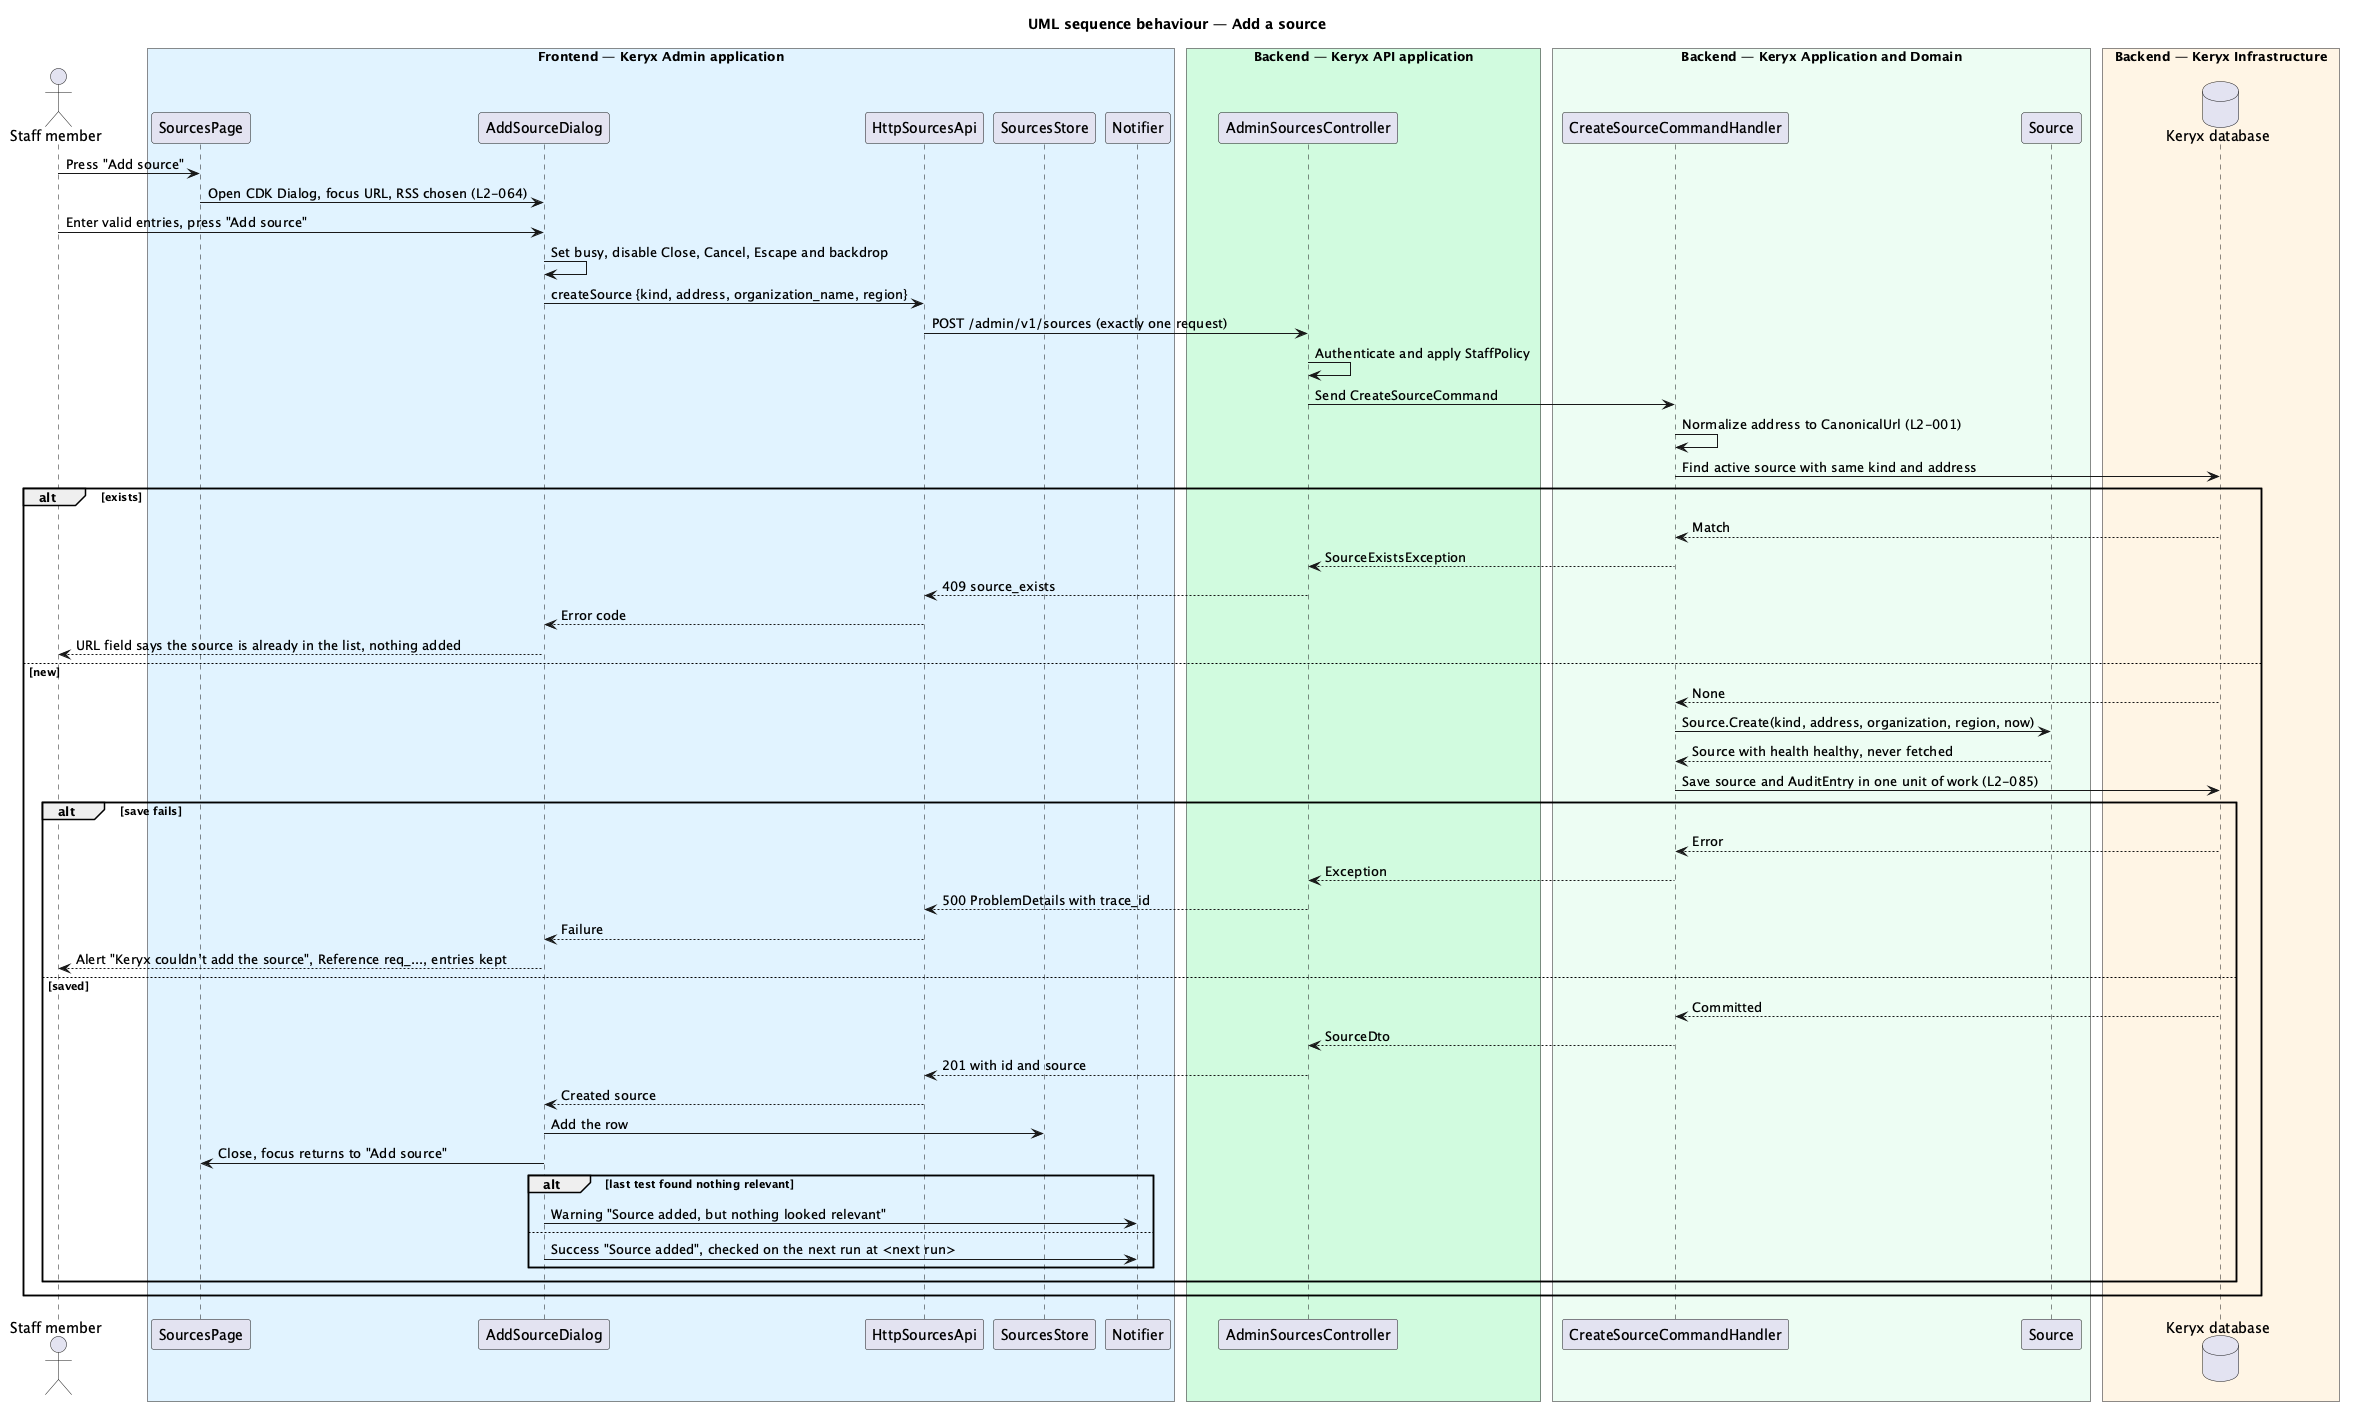 UML sequence behaviour — Add a source
Frontend — Keryx Admin application
Backend — Keryx API application
Backend — Keryx Application and Domain
Backend — Keryx Infrastructure
Staff member
SourcesPage
AddSourceDialog
HttpSourcesApi
SourcesStore
Notifier
AdminSourcesController
CreateSourceCommandHandler
Source
Keryx database
Press "Add source"
Open CDK Dialog, focus URL, RSS chosen (L2-064)
Enter valid entries, press "Add source"
Set busy, disable Close, Cancel, Escape and backdrop
createSource {kind, address, organization_name, region}
POST /admin/v1/sources (exactly one request)
Authenticate and apply StaffPolicy
Send CreateSourceCommand
Normalize address to CanonicalUrl (L2-001)
Find active source with same kind and address
alt [exists]
Match
SourceExistsException
409 source_exists
Error code
URL field says the source is already in the list, nothing added
[new]
None
Source.Create(kind, address, organization, region, now)
Source with health healthy, never fetched
Save source and AuditEntry in one unit of work (L2-085)
alt [save fails]
Error
Exception
500 ProblemDetails with trace_id
Failure
Alert "Keryx couldn't add the source", Reference req_..., entries kept
[saved]
Committed
SourceDto
201 with id and source
Created source
Add the row
Close, focus returns to "Add source"
alt [last test found nothing relevant]
Warning "Source added, but nothing looked relevant"
Success "Source added", checked on the next run at <next run>
Staff member
SourcesPage
AddSourceDialog
HttpSourcesApi
SourcesStore
Notifier
AdminSourcesController
CreateSourceCommandHandler
Source
Keryx database